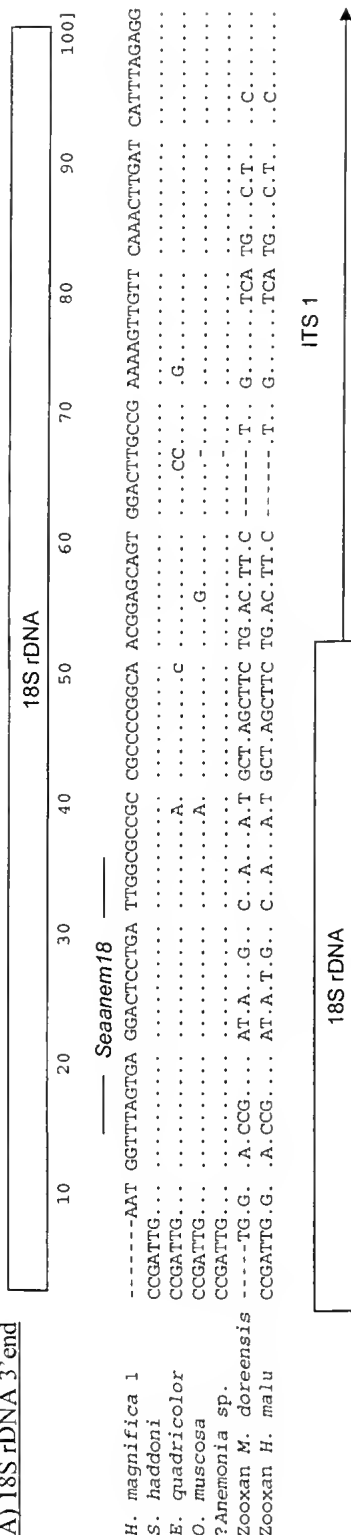 A) 18S rDNA 3'end
18S rDNA
10 20 30 40 50 60 70 80 90 100]
Seaanem18
H. magnifica 1 -------AAT GGTTTAGTGA GGACTCCTGA TTGGCGCCGC CGCCCCGGCA ACGGAGCAGT GGACTTGCCG AAAAGTTGTT CAAACTTGAT CATTTAGAGG
S. haddoni CCGATTG... .......... .......... .......... .......... .......... .......... .......... .......... ..........
E. quadricolor CCGATTG... .......... .......... ........A. .........c .......... ......CC.. ...G...... .......... ..........
O. muscosa CCGATTG... .......... .......... ........A. .......... ....G..... .......-.. .......... .......... ..........
?Anemonia sp. CCGATTG... .......... .......... .......... .......... .......... .......-.. .......... .......... ..........
Zooxan M. doreensis -----TG.G. .A.CCG.... AT.A...G.. C..A...A.T GCT.AGCTTC TG.AC.TT.C ------.T.. G......TCA TG...C.T.. .C........
Zooxan H. malu CCGATTG.G. .A.CCG.... AT.A.T.G.. C..A...A.T GCT.AGCTTC TG.AC.TT.C ------.T.. G......TCA TG...C.T.. .C........
18S rDNA
ITS 1